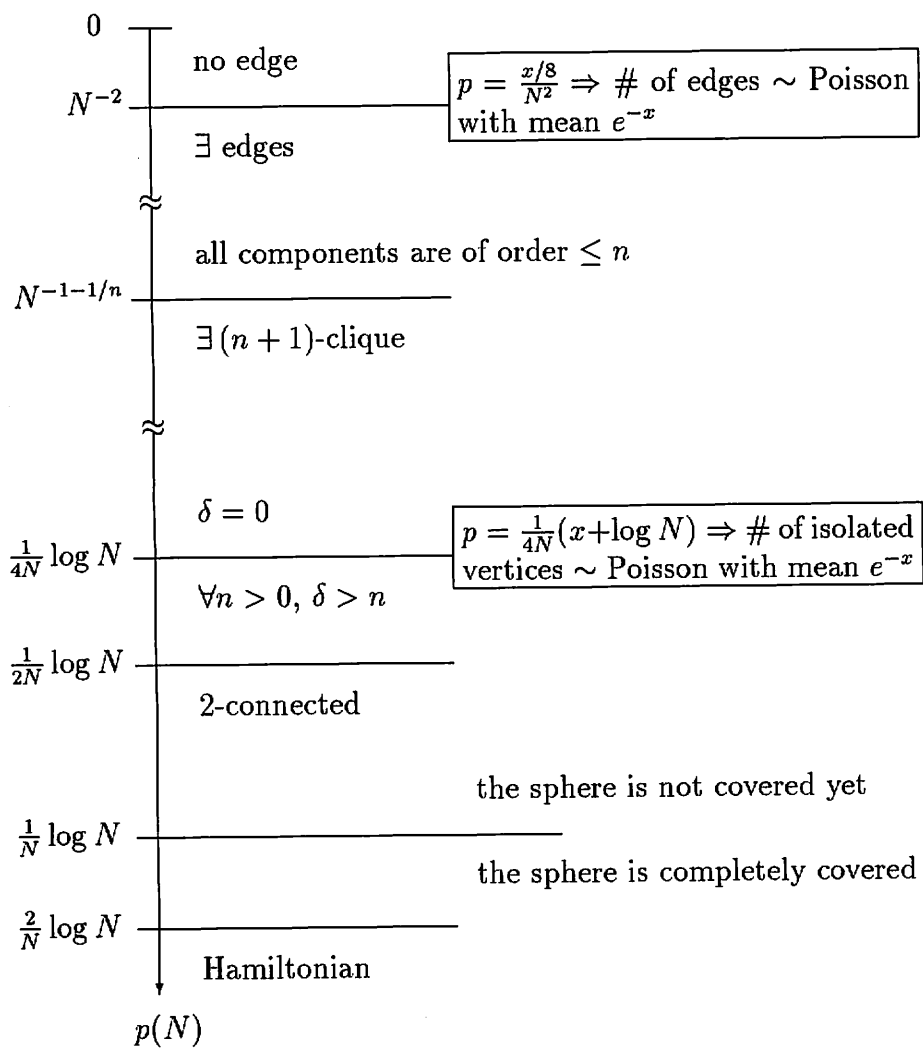 0
no edge
p = \frac{x/8}{N^2} ⇒ # of edges ∼ Poisson
with mean e^{-x}
N^{-2}
∃ edges
all components are of order ≤ n
N^{-1-1/n}
∃ (n + 1)-clique
δ = 0
p = \frac{1}{4N}(x+log N) ⇒ # of isolated
vertices ∼ Poisson with mean e^{-x}
\frac{1}{4N} log N
∀n > 0, δ > n
\frac{1}{2N} log N
2-connected
the sphere is not covered yet
\frac{1}{N} log N
the sphere is completely covered
\frac{2}{N} log N
Hamiltonian
p(N)